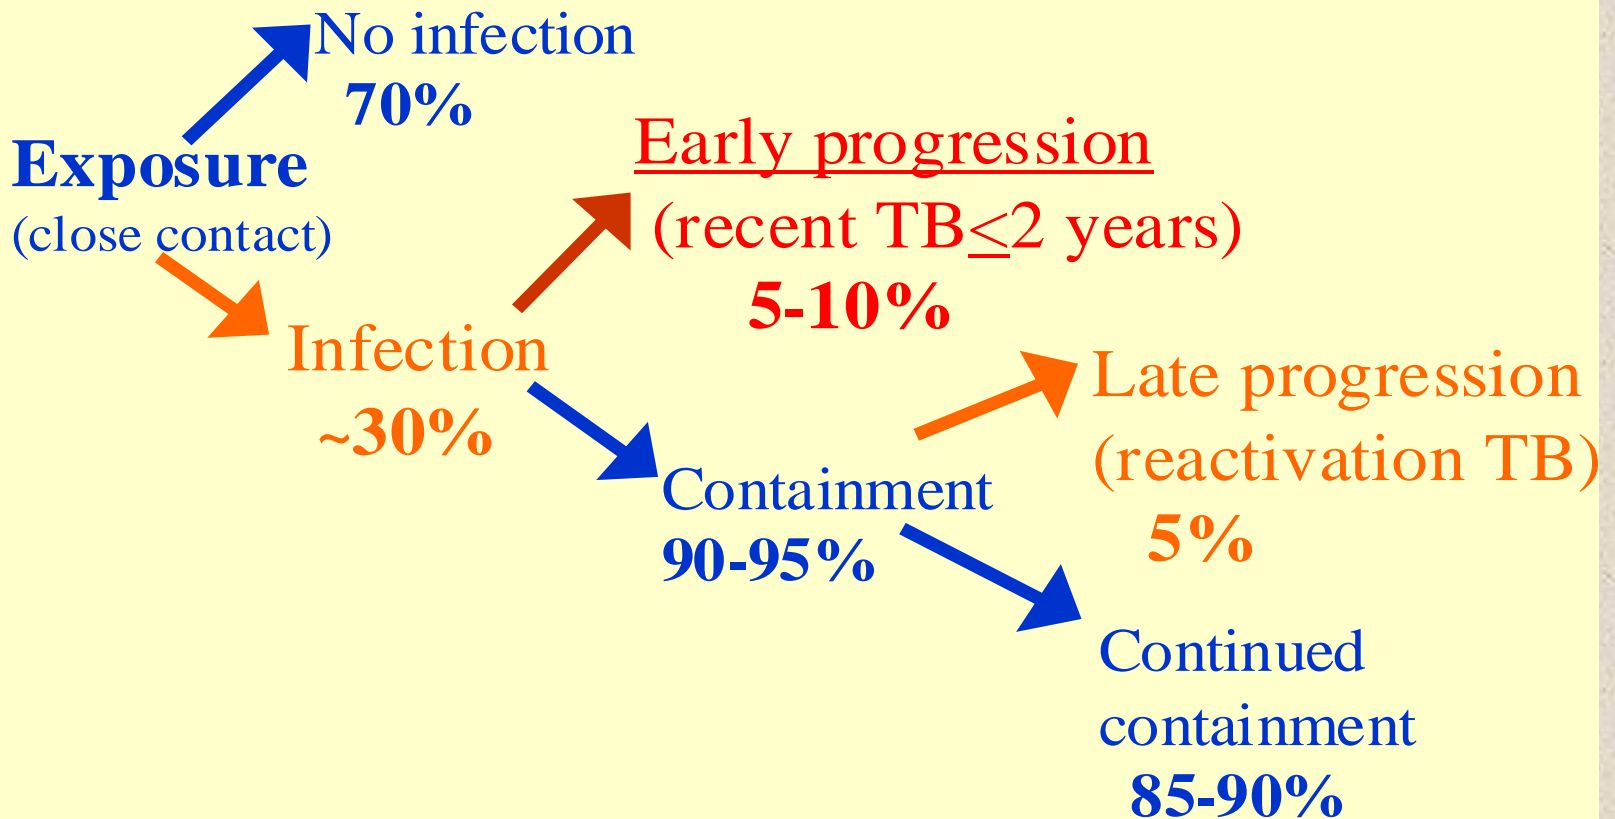 No infection
70%
Exposure
(close contact)
Early progression
(recent TB<2 years)
5-10%
Infection
~30%
Late progression
(reactivation TB)
5%
Containment
90-95%
Continued
containment
85-90%